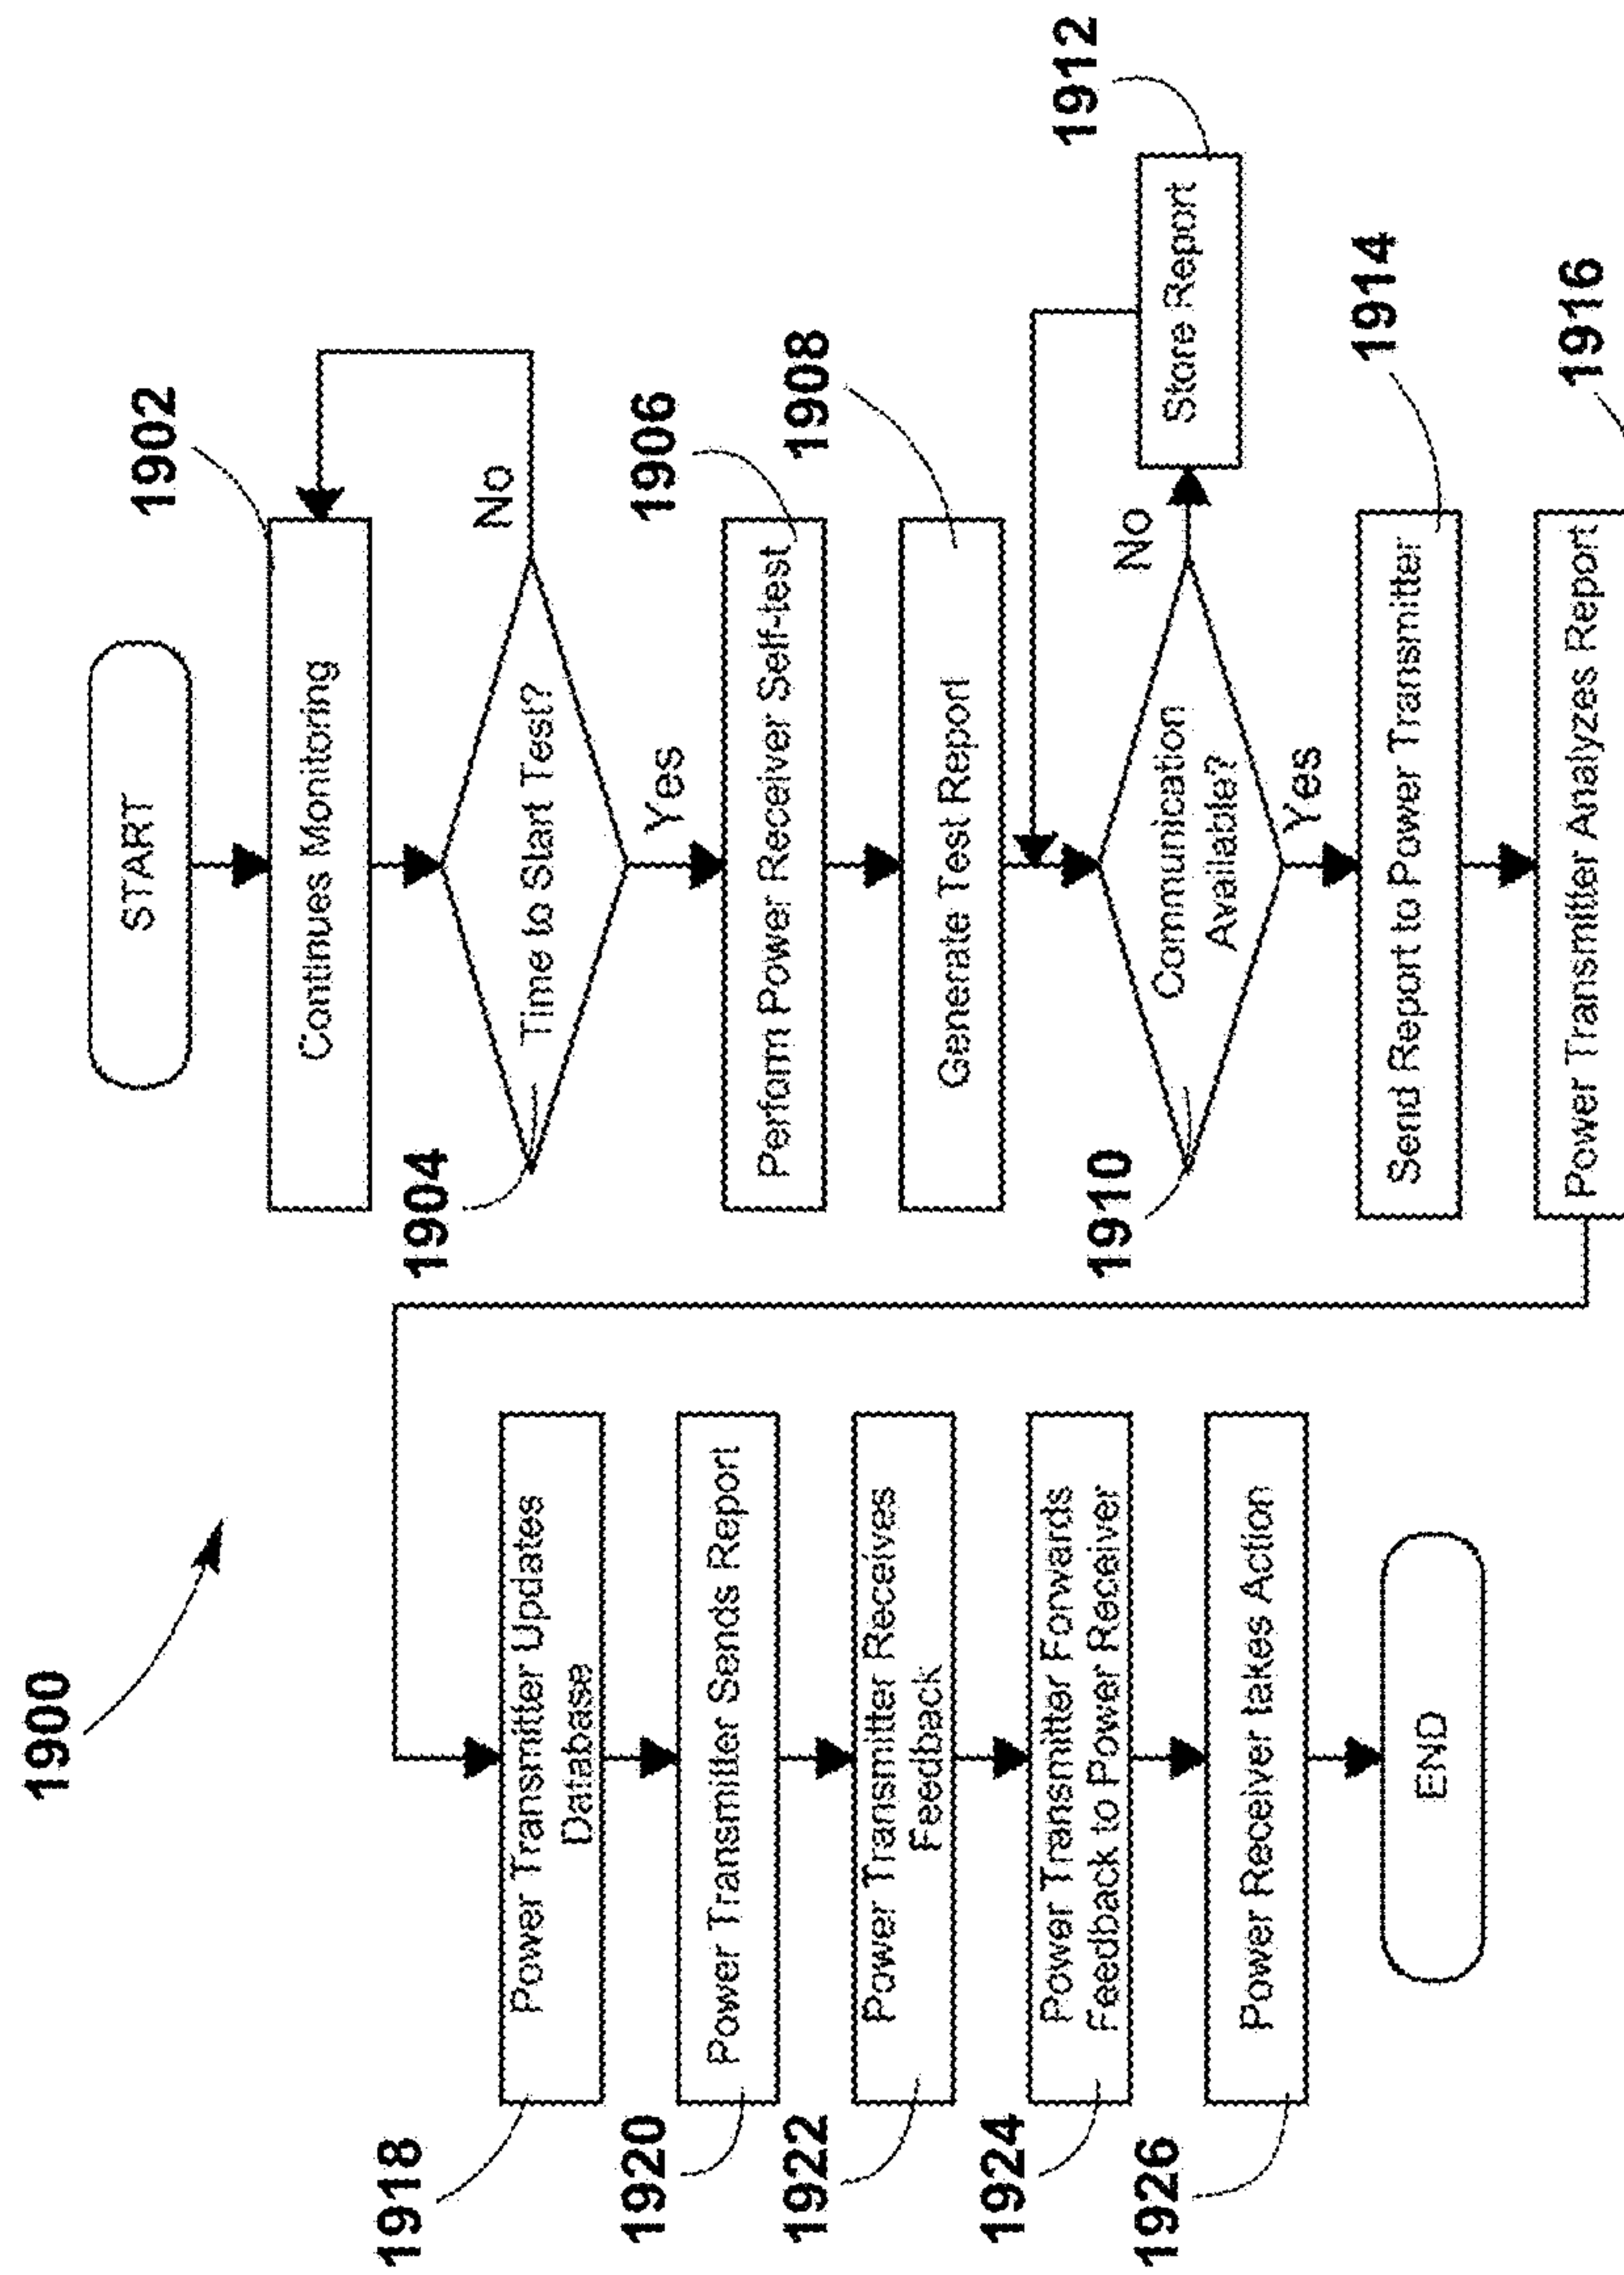 1900
START
1902
Continues Monitoring
1904
Time to Start Test?
No
Yes
1906
Perform Power Receiver Self-test
1908
Generate Test Report
1910
Communication
Available?
No
1912
Store Report
Yes
1914
Send Report to Power Transmitter
1916
Power Transmitter Analyzes Report
1918
Power Transmitter Updates
Database
1920
Power Transmitter Sends Report
1922
Power Transmitter Receives
Feedback
1924
Power Transmitter Forwards
Feedback to Power Receiver
1926
Power Receiver takes Action
END